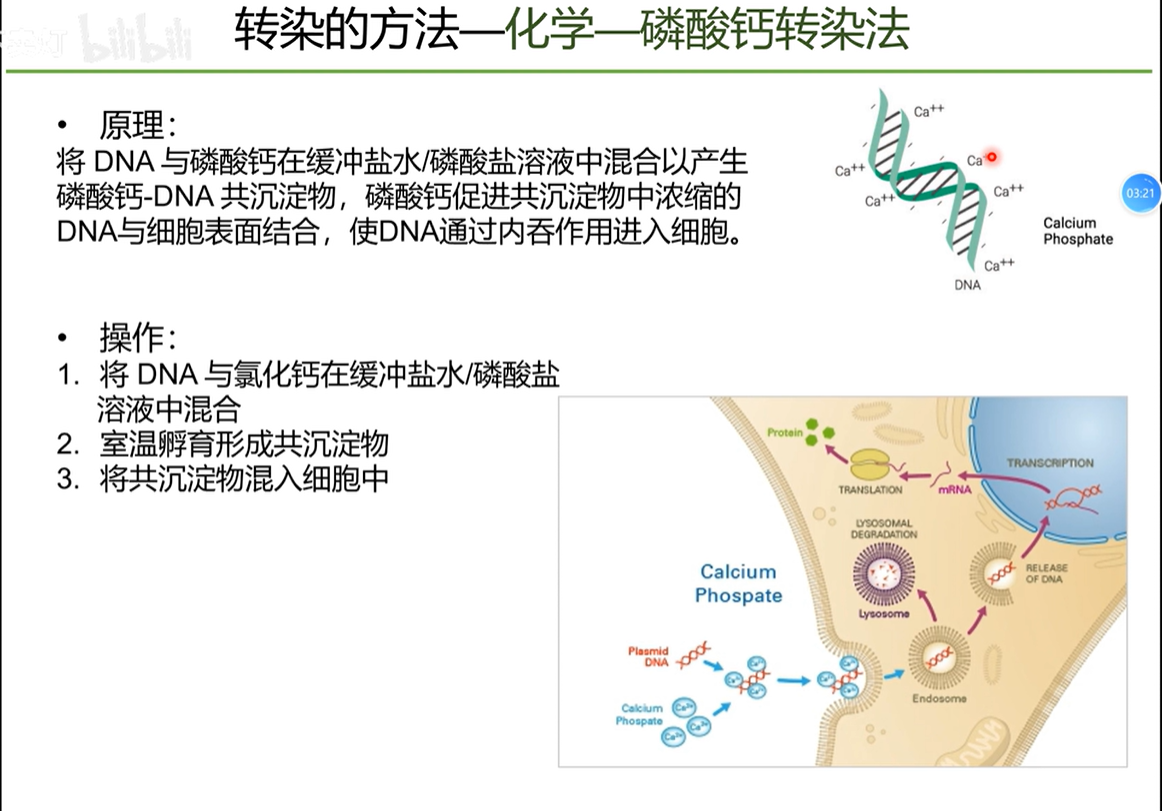 转染的方法—化学—磷酸钙转染法
bilibili
• 原理：
将 DNA 与磷酸钙在缓冲盐水/磷酸盐溶液中混合以产生
磷酸钙-DNA 共沉淀物，磷酸钙促进共沉淀物中浓缩的
DNA与细胞表面结合，使DNA通过内吞作用进入细胞。
Ca++
Ca
Ca++
Ca++
Ca++
Ca++
DNA
Calcium
Phosphate
03:21
• 操作：
1. 将 DNA 与氯化钙在缓冲盐水/磷酸盐
溶液中混合
2. 室温孵育形成共沉淀物
3. 将共沉淀物混入细胞中
Protein
TRANSLATION
mRNA
TRANSCRIPTION
LYSOSOMAL
DEGRADATION
Lysosome
RELEASE
OF DNA
Endosome
Calcium
Phospate
Plasmid
DNA
Calcium
Phospate
Ca2+
Ca2+
Ca2+